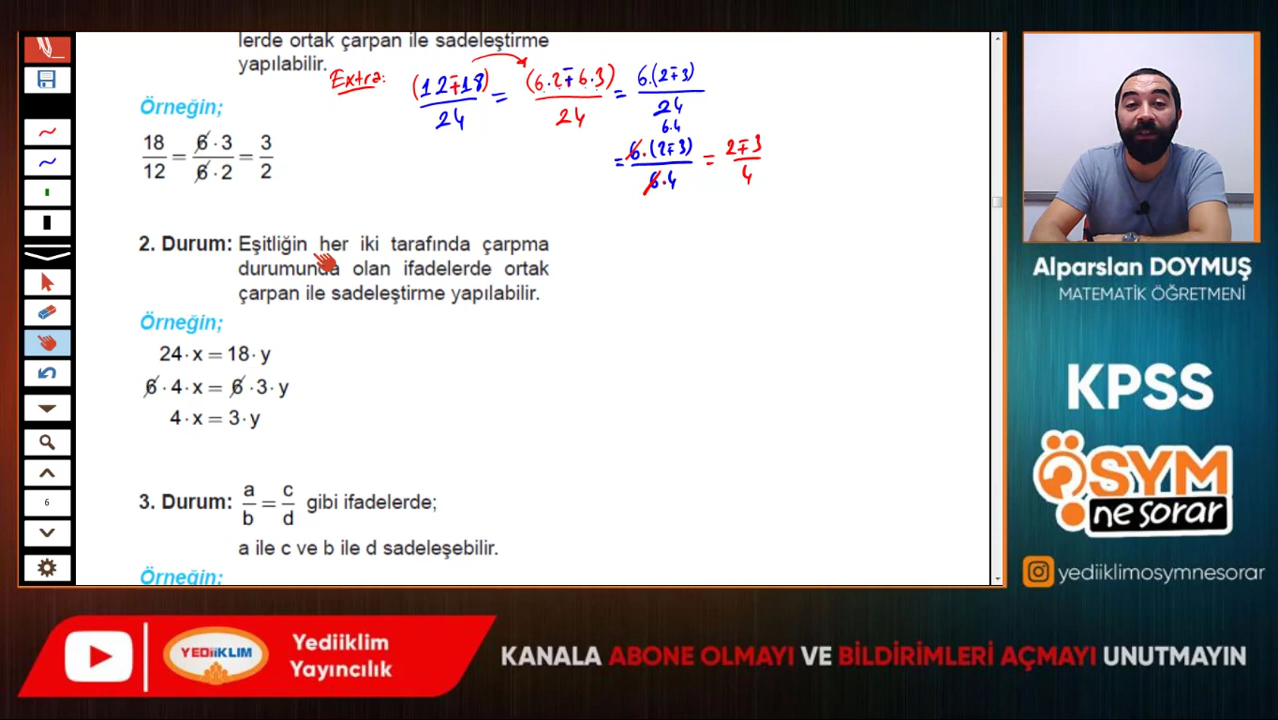 lerde ortak çarpan ile sadeleştirme
yapılabilir.
Extra: (12∓18)/24 = (6·2∓6·3)/24 = 6·(2∓3)/24
6·4
= 6·(2∓3)/6·4 = 2∓3/4
Örneğin;
18/12 = 6·3/6·2 = 3/2
2. Durum: Eşitliğin her iki tarafında çarpma
durumunda olan ifadelerde ortak
çarpan ile sadeleştirme yapılabilir.
Örneğin;
24·x = 18·y
6·4·x = 6·3·y
4·x = 3·y
3. Durum: a/b = c/d gibi ifadelerde;
a ile c ve b ile d sadeleşebilir.
Örneğin;
6
Alparslan DOYMUŞ
MATEMATİK ÖĞRETMENİ
KPSS
ÖSYM
ne sorar
yediiklimosymnesorar
YEDİİKLİM
Yediiklim
Yayıncılık
KANALA ABONE OLMAYI VE BİLDİRİMLERİ AÇMAYI UNUTMAYIN